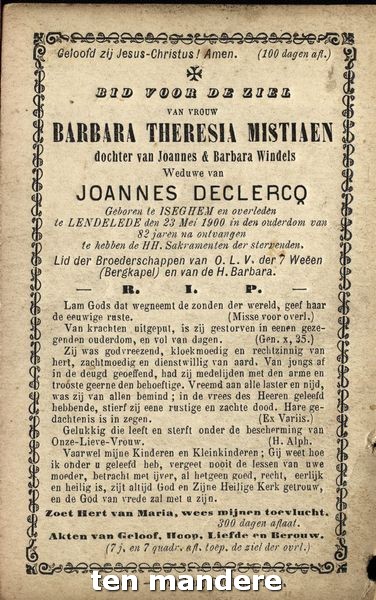 Geloofd zij Jesus-Christus! Amen. (100 dagen afl.)
BID VOOR DE ZIEL
VAN VROUW
BARBARA THERESIA MISTIAEN
dochter van Joannes & Barbara Windels
Weduwe van
JOANNES DECLERCQ
Geboren te ISEGHEM en overleden
te LENDELEDE den 23 Mei 1900 in den ouderdom van
82 jaren na ontvangen
te hebben de HH. Sakramenten der stervenden.
Lid der Broederschappen van O. L. V. der 7 Weëen
(Bergkapel) en van de H. Barbara.
— R. I. P. —
Lam Gods dat wegneemt de zonden der wereld, geef haar
de eeuwige ruste. (Misse voor overl.)
Van krachten uitgeput, is zij gestorven in eenen geze-
genden ouderdom, en vol van dagen. (Gen. x, 35.)
Zij was godvreezend, kloekmoedig en rechtzinnig van
hert, zachtmoedig en dienstwillig van aard. Van jongs af
in de deugd geoeffend, had zij medelijden met den arme en
trooste geerne den behoeftige. Vreemd aan alle laster en nijd,
was zij van allen bemind; in de vrees des Heeren geleefd
hebbende, stierf zij eene rustige en zachte dood. Hare ge-
dachtenis is in zegen. (Ex Variis.)
Gelukkig die leeft en sterft onder de bescherming van
Onze-Lieve-Vrouw. (H. Alph.
Vaarwel mijne Kinderen en Kleinkinderen; Gij weet hoe
ik onder u geleefd heb, vergeet nooit de lessen van uwe
moeder, betracht met ijver, al hetgeen goed, recht, eerlijk
en heilig is, zijt altijd God en Zijne Heilige Kerk getrouw,
en de God van vrede zal met u zijn.
Zoet Hert van Maria, wees mijnen toevlucht.
300 dagen aflaat.
Akten van Geloof, Hoop, Liefde en Berouw.
(7 j. en 7 quadr. afl. toep. de ziel der ovrl.)
ten mandere